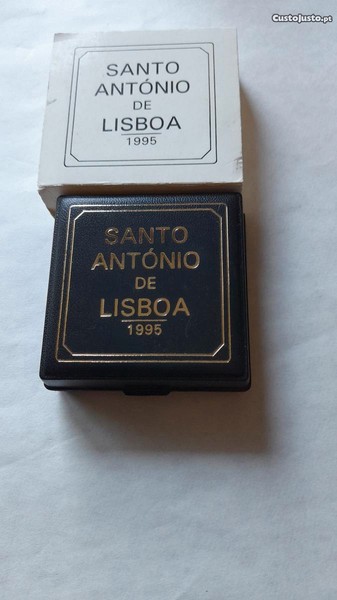 CustoJusto.pt
SANTO
ANTÓNIO
DE
LISBOA
1995
SANTO
ANTÓNIO
DE
LISBOA
1995